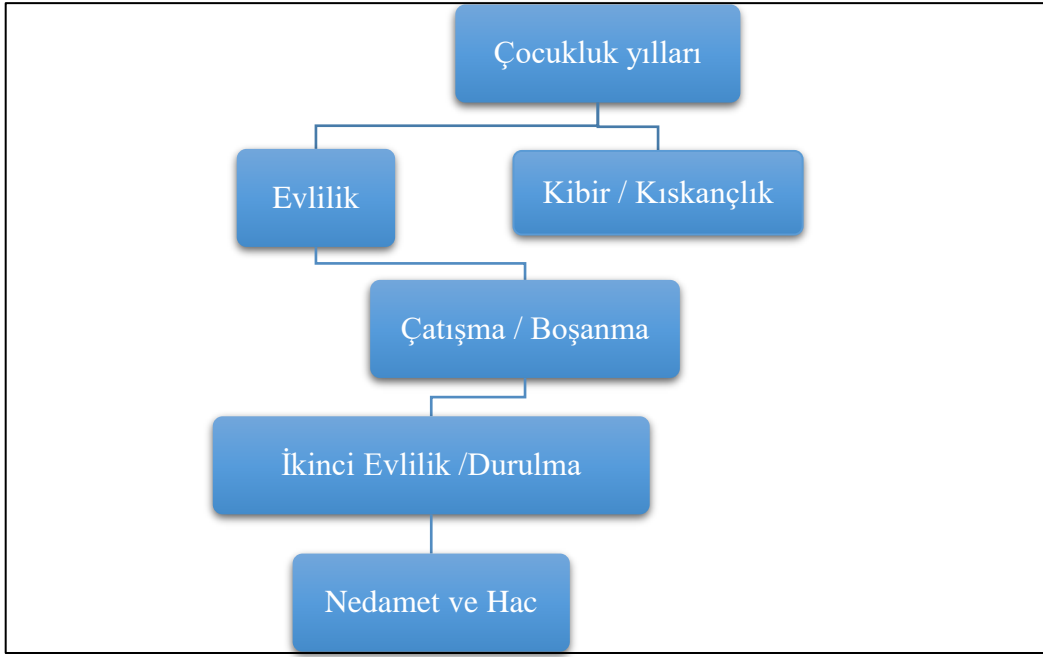 Çocukluk yılları
Evlilik
Kibir / Kıskançlık
Çatışma / Boşanma
İkinci Evlilik /Durulma
Nedamet ve Hac